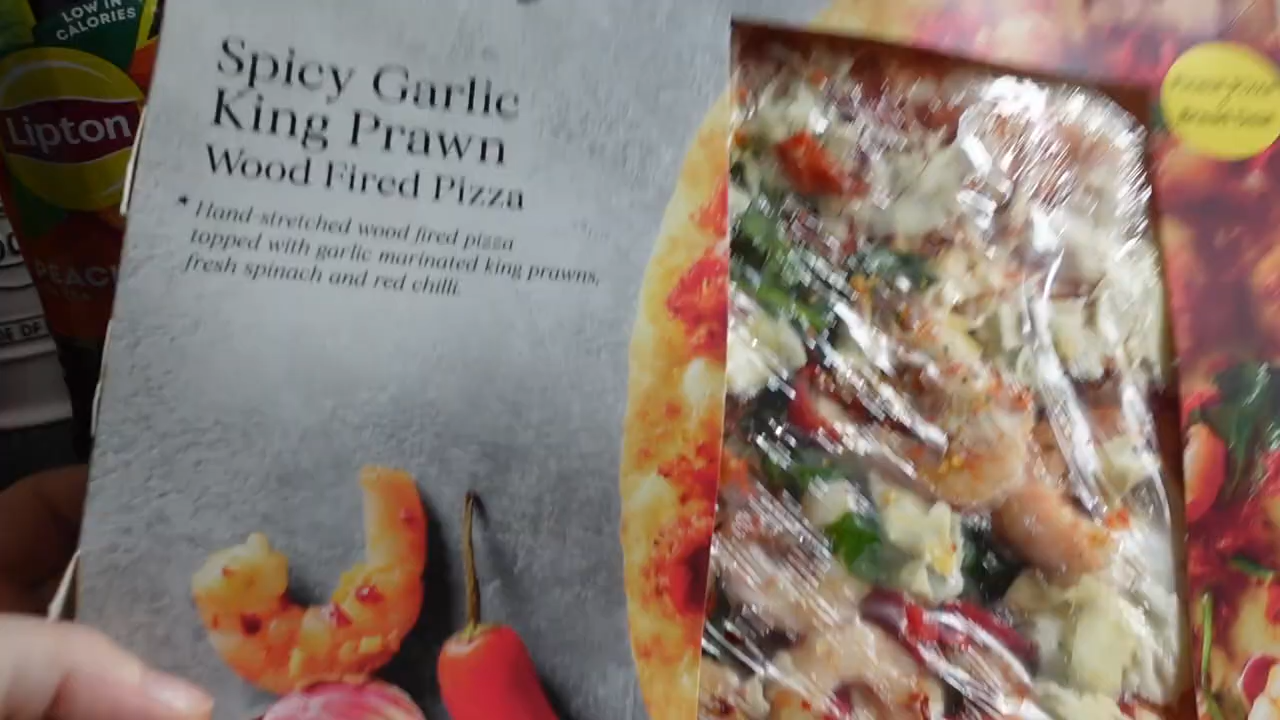 LOW IN
CALORIES
Lipton
PEACH
Spicy Garlic
King Prawn
Wood Fired Pizza
* Hand-stretched wood fired pizza
topped with garlic marinated king prawns,
fresh spinach and red chilli.